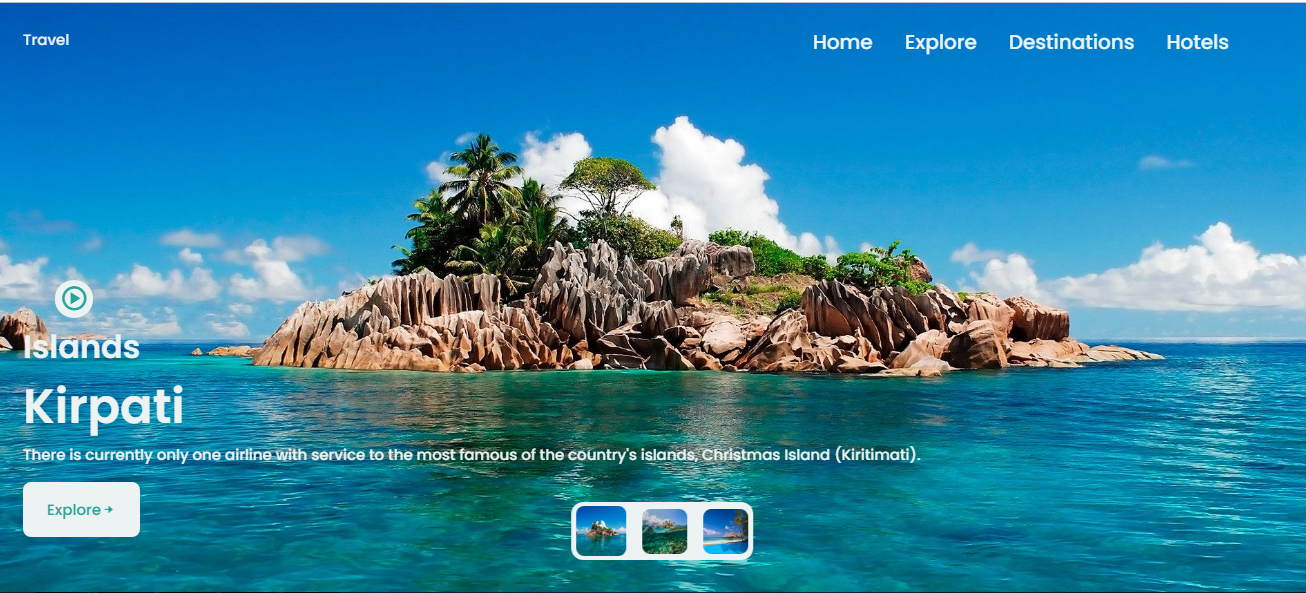 Travel
Home Explore Destinations Hotels
Islands
Kirpati
There is currently only one airline with service to the most famous of the country's islands, Christmas Island (Kiritimati).
Explore →